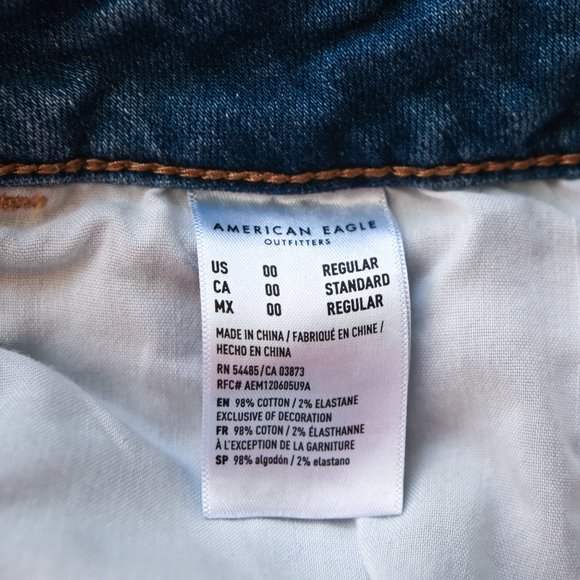 AMERICAN EAGLE
OUTFITTERS
US 00 REGULAR
CA 00 STANDARD
MX 00 REGULAR
MADE IN CHINA / FABRIQUÉ EN CHINE /
HECHO EN CHINA
RN 54485/CA 03873
RFC# AEM120605U9A
EN 98% COTTON / 2% ELASTANE
EXCLUSIVE OF DECORATION
FR 98% COTON / 2% ÉLASTHANNE
À L'EXCEPTION DE LA GARNITURE
SP 98% algodón / 2% elastano